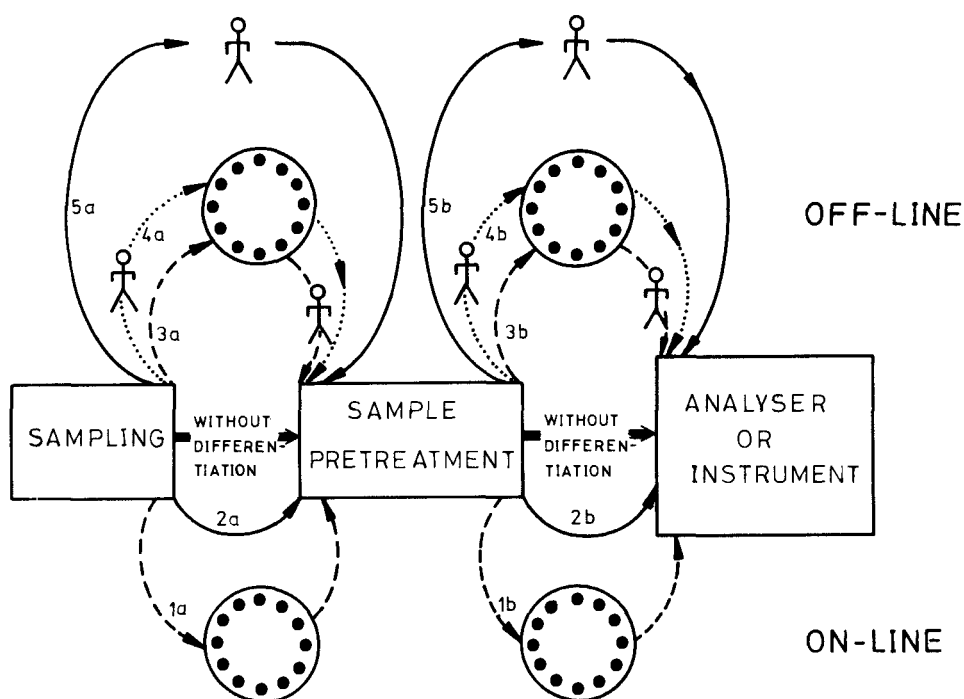 5a
4a
3a
5b
4b
3b
OFF-LINE
SAMPLING
WITHOUT
DIFFEREN-
TIATION
SAMPLE
PRETREATMENT
WITHOUT
DIFFEREN-
TIATION
ANALYSER
OR
INSTRUMENT
2a
2b
1a
1b
ON-LINE